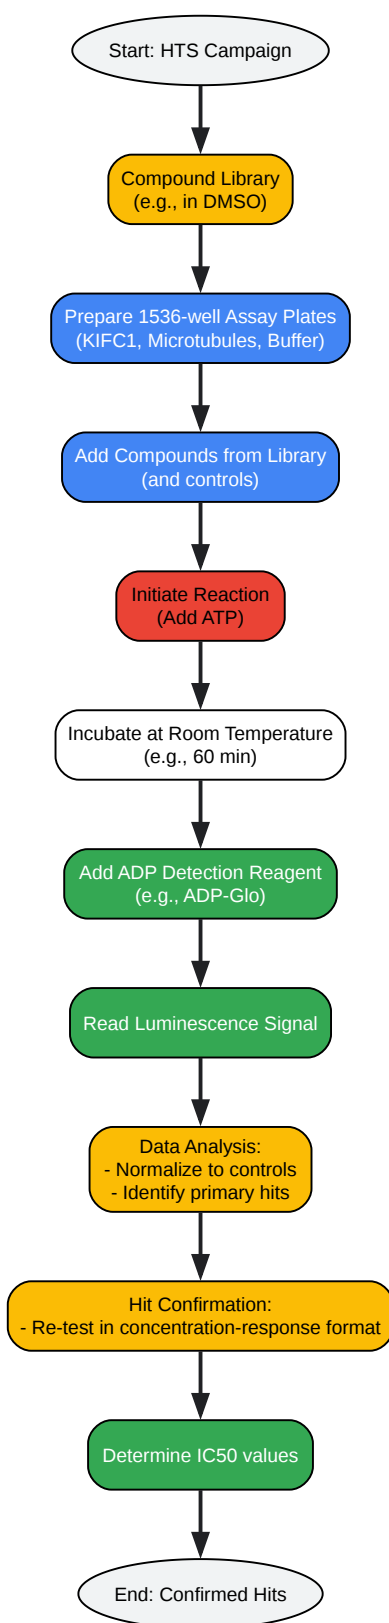 Start: HTS Campaign
Compound Library
(e.g., in DMSO)
Prepare 1536-well Assay Plates
(KIFC1, Microtubules, Buffer)
Add Compounds from Library
(and controls)
Initiate Reaction
(Add ATP)
Incubate at Room Temperature
(e.g., 60 min)
Add ADP Detection Reagent
(e.g., ADP-Glo)
Read Luminescence Signal
Data Analysis:
- Normalize to controls
- Identify primary hits
Hit Confirmation:
- Re-test in concentration-response format
Determine IC50 values
End: Confirmed Hits